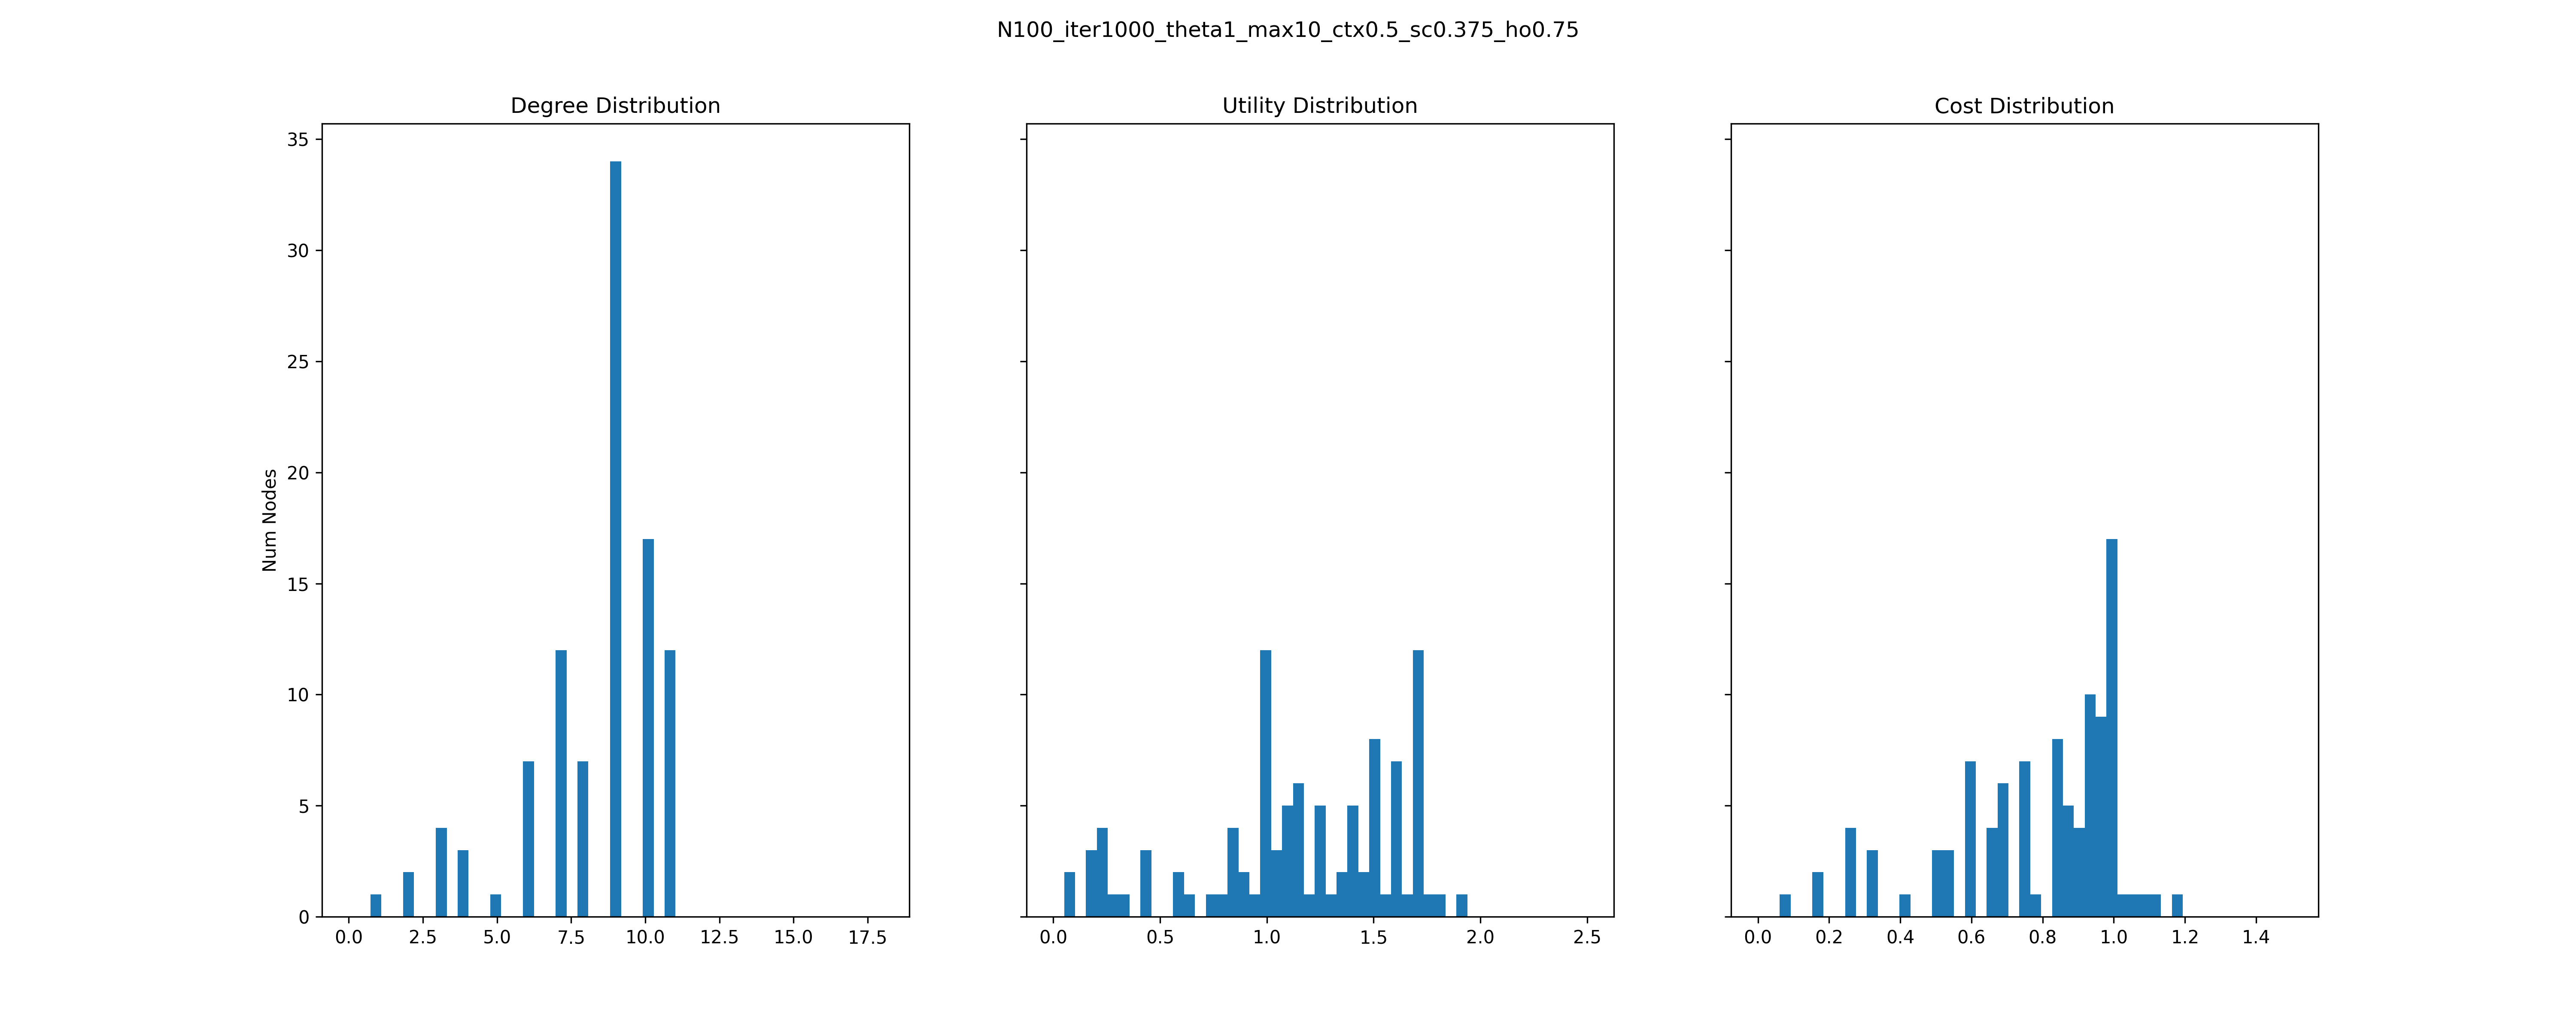 N100_iter1000_theta1_max10_ctx0.5_sc0.375_ho0.75
Degree Distribution
Utility Distribution
Cost Distribution
Num Nodes
35
30
25
20
15
10
5
0
0.0 2.5 5.0 7.5 10.0 12.5 15.0 17.5
0.0 0.5 1.0 1.5 2.0 2.5
0.0 0.2 0.4 0.6 0.8 1.0 1.2 1.4